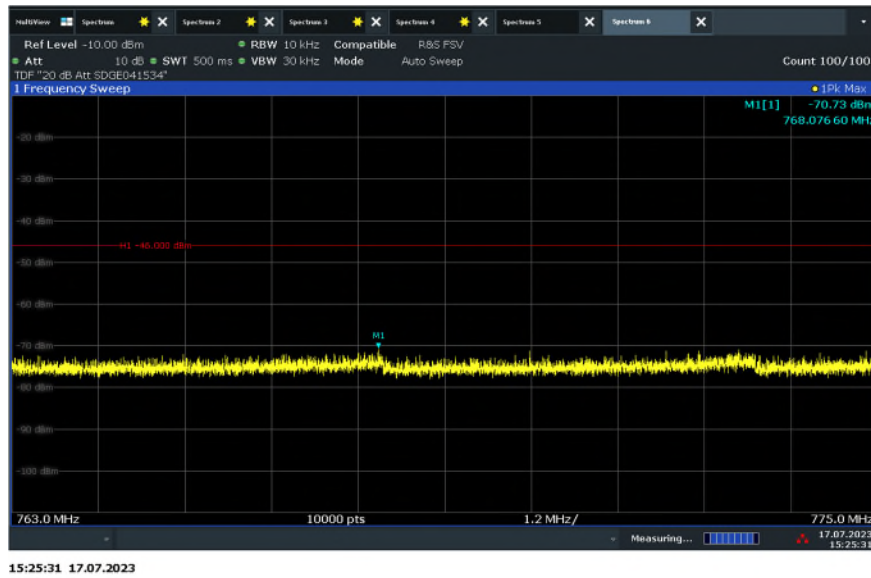 MultiView Spectrum Spectrum 2 Spectrum 3 Spectrum 4 Spectrum 5 Spectrum 6
Ref Level -10.00 dBm RBW 10 kHz Compatible R&S FSV
Att 10 dB SWT 500 ms VBW 30 kHz Mode Auto Sweep Count 100/100
TDF "20 dB Att SDGE041534"
1 Frequency Sweep 1Pk Max
M1[1] -70.73 dBm
768.076 60 MHz
-20 dBm
-30 dBm
-40 dBm
H1 -46.000 dBm
-50 dBm
-60 dBm
M1
-70 dBm
-80 dBm
-90 dBm
-100 dBm
763.0 MHz 10000 pts 1.2 MHz/ 775.0 MHz
Measuring... 17.07.2023
15:25:31
15:25:31 17.07.2023